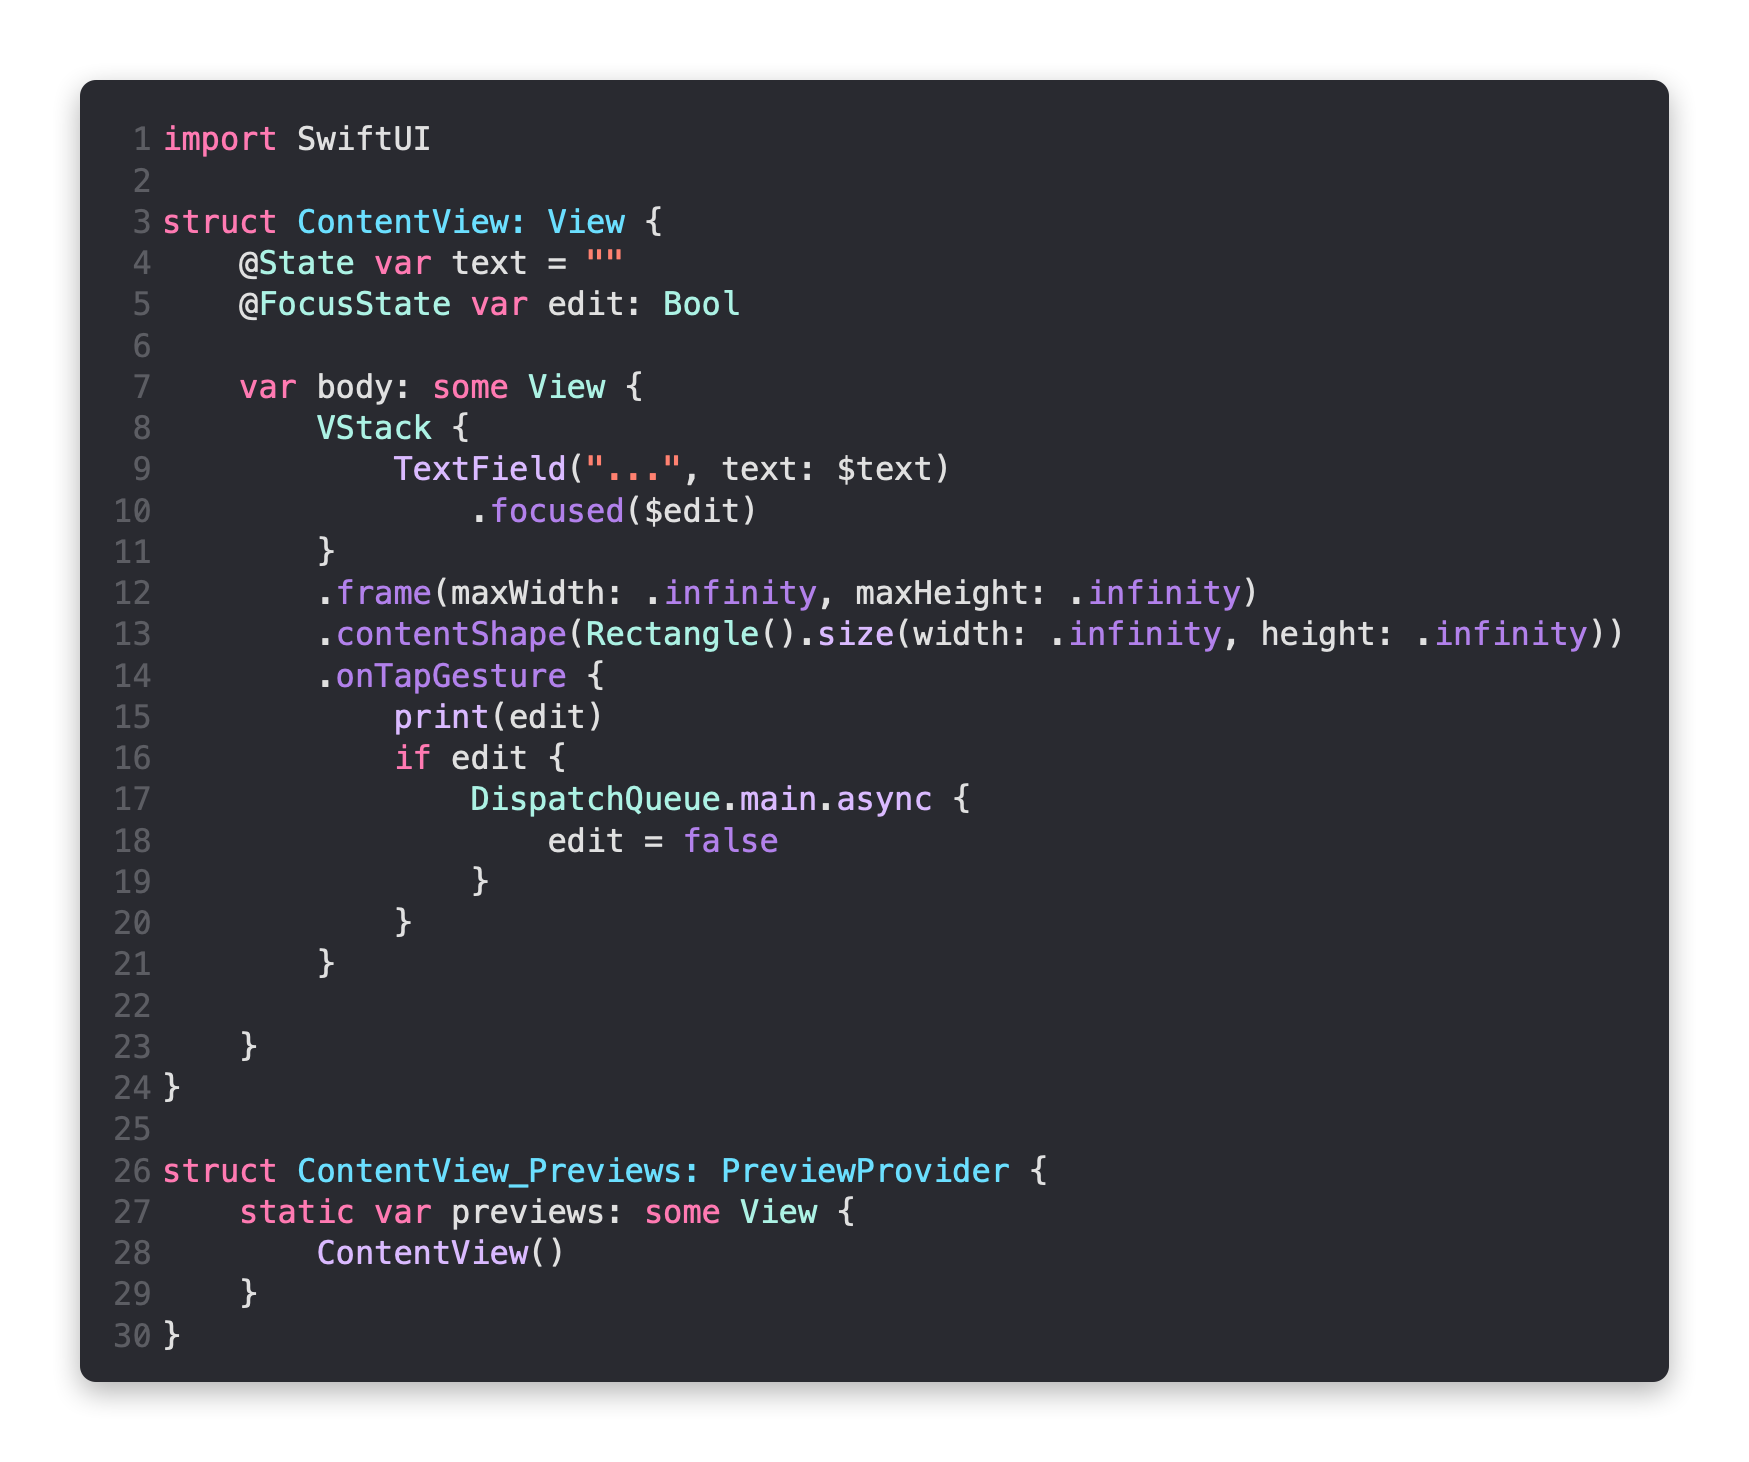 1 import SwiftUI
2
3 struct ContentView: View {
4     @State var text = ""
5     @FocusState var edit: Bool
6
7     var body: some View {
8         VStack {
9             TextField("...", text: $text)
10                 .focused($edit)
11         }
12         .frame(maxWidth: .infinity, maxHeight: .infinity)
13         .contentShape(Rectangle().size(width: .infinity, height: .infinity))
14         .onTapGesture {
15             print(edit)
16             if edit {
17                 DispatchQueue.main.async {
18                     edit = false
19                 }
20             }
21         }
22
23     }
24 }
25
26 struct ContentView_Previews: PreviewProvider {
27     static var previews: some View {
28         ContentView()
29     }
30 }